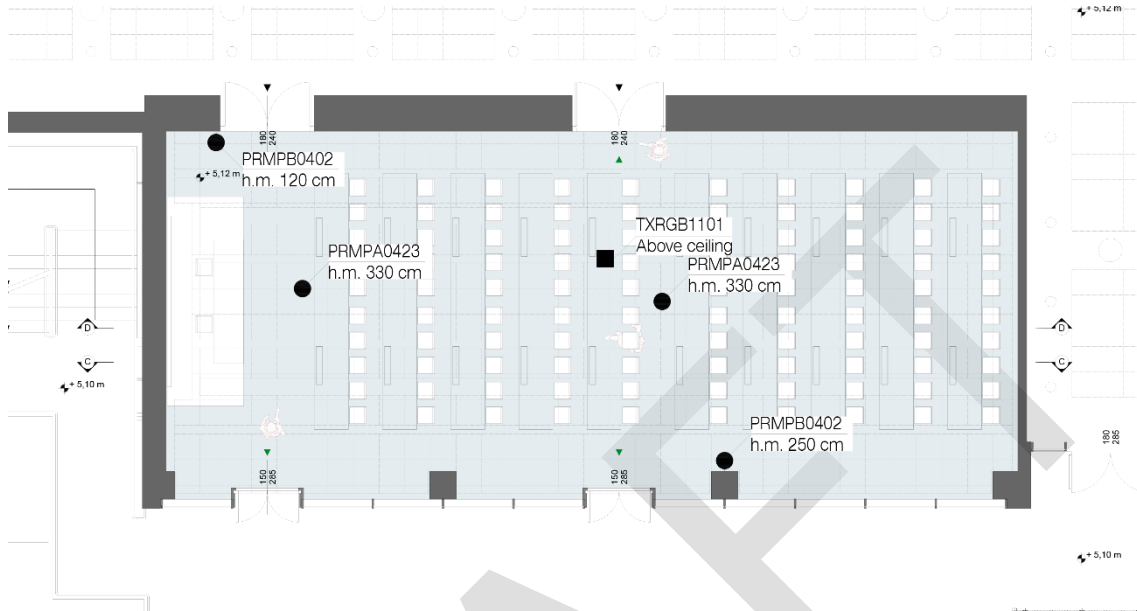 + 5,12 m
180
240
180
240
PRMPB0402
h.m. 120 cm
+ 5,12 m
TXRGB1101
Above ceiling
PRMPA0423
h.m. 330 cm
PRMPA0423
h.m. 330 cm
D
D
C
C
+ 5,10 m
PRMPB0402
h.m. 250 cm
180
285
150
285
150
285
+ 5,10 m